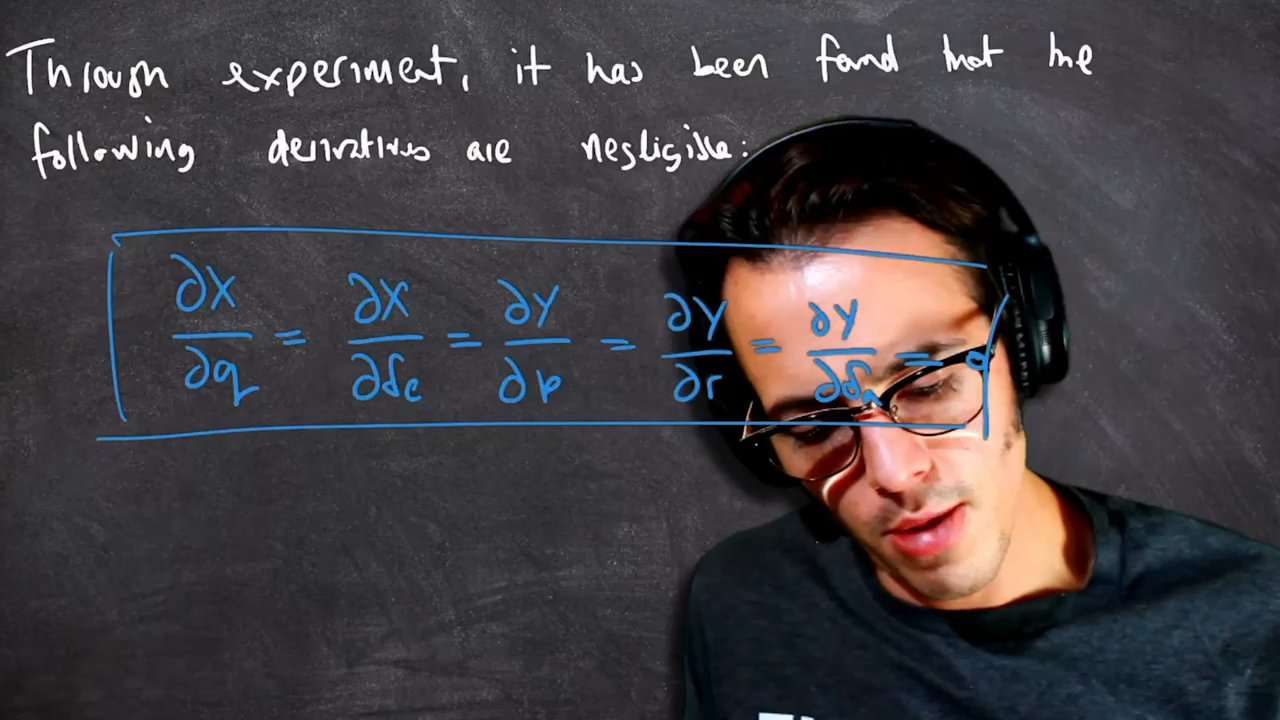 Through experiment, it has been found that the
following derivatives are negligible:
∂X/∂q = ∂X/∂δe = ∂Y/∂p = ∂Y/∂r = ∂Y/∂δa = 0